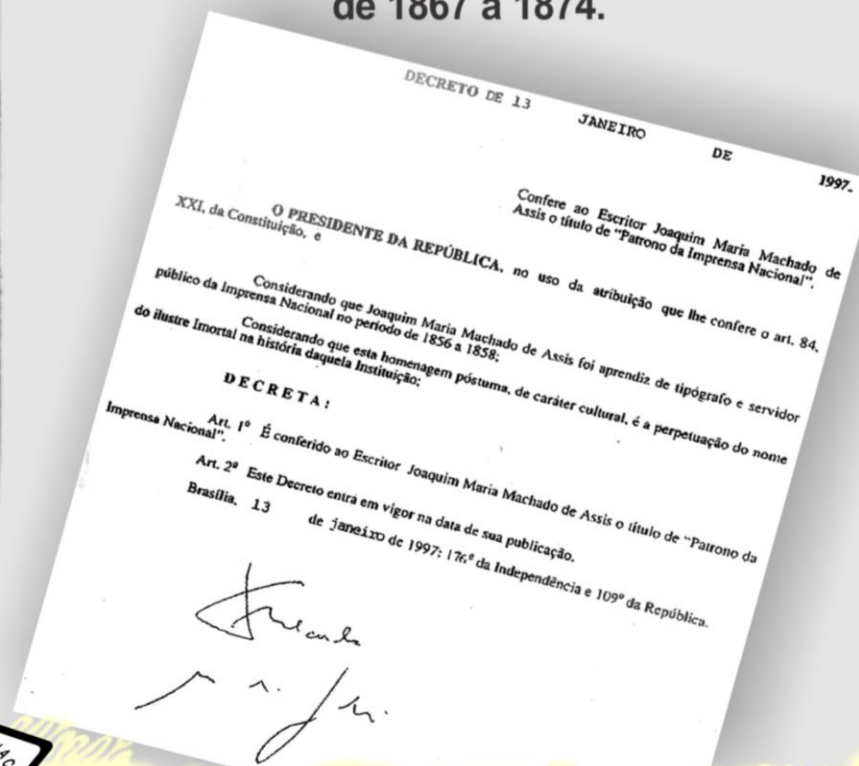 de 1867 a 1874.
DECRETO DE 13 JANEIRO DE 1997.
Confere ao Escritor Joaquim Maria Machado de
Assis o título de "Patrono da Imprensa Nacional".
O PRESIDENTE DA REPÚBLICA, no uso da atribuição que lhe confere o art. 84,
XXI, da Constituição, e
Considerando que Joaquim Maria Machado de Assis foi aprendiz de tipógrafo e servidor
público da Imprensa Nacional no período de 1856 a 1858;
Considerando que esta homenagem póstuma, de caráter cultural, é a perpetuação do nome
do ilustre Imortal na história daquela Instituição;
DECRETA:
Art. 1º É conferido ao Escritor Joaquim Maria Machado de Assis o título de "Patrono da
Imprensa Nacional".
Art. 2º Este Decreto entra em vigor na data de sua publicação.
Brasília, 13 de janeiro de 1997; 176º da Independência e 109º da República.